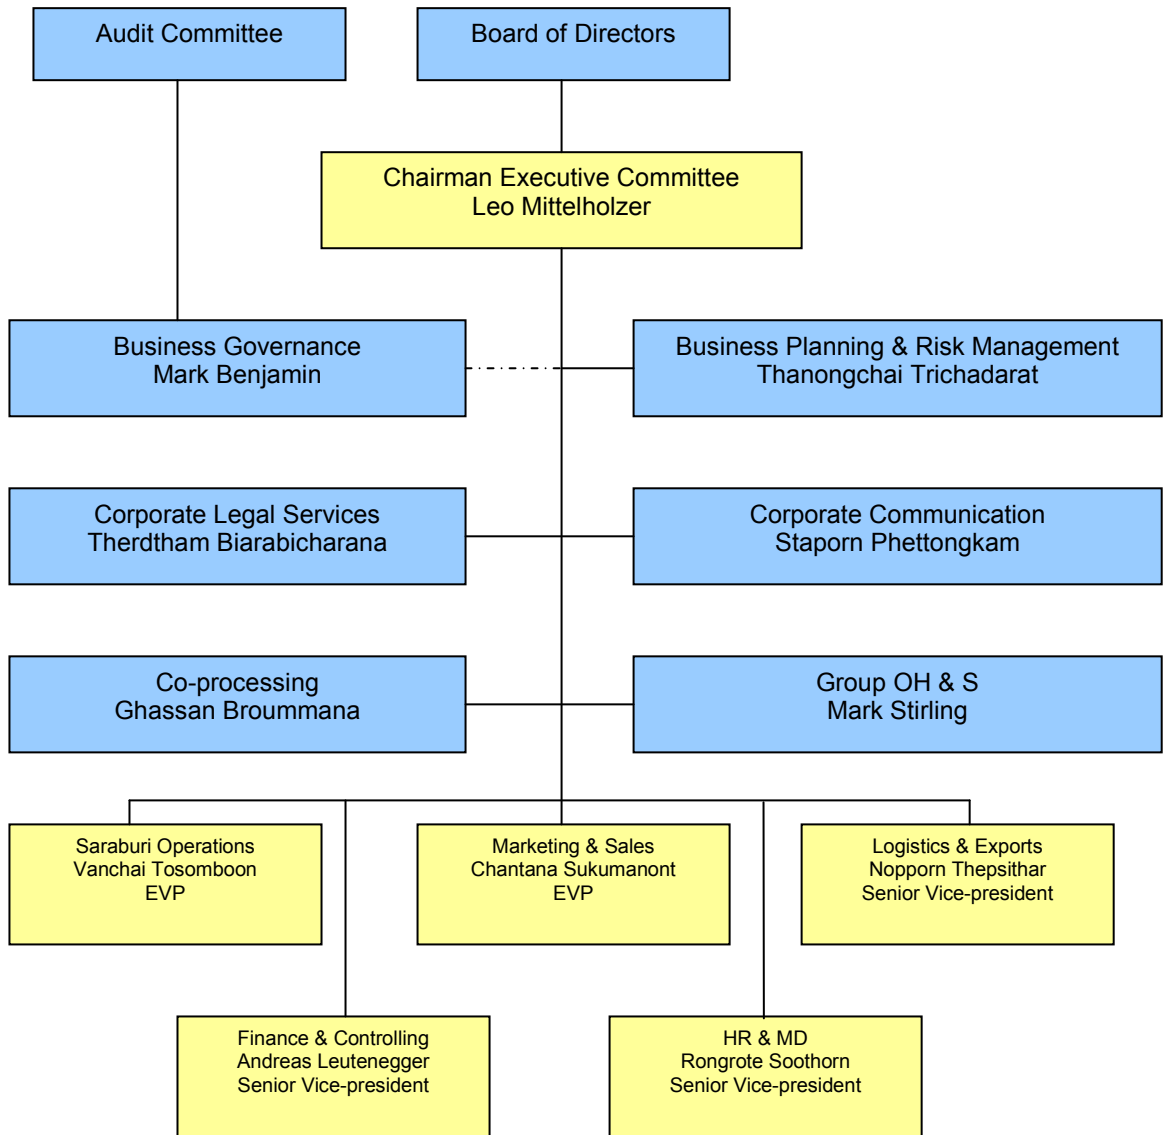 Audit Committee
Board of Directors
Chairman Executive Committee
Leo Mittelholzer
Business Governance
Mark Benjamin
Business Planning & Risk Management
Thanongchai Trichadarat
Corporate Legal Services
Therdtham Biarabicharana
Corporate Communication
Staporn Phettongkam
Co-processing
Ghassan Broummana
Group OH & S
Mark Stirling
Saraburi Operations
Vanchai Tosomboon
EVP
Marketing & Sales
Chantana Sukumanont
EVP
Logistics & Exports
Nopporn Thepsithar
Senior Vice-president
Finance & Controlling
Andreas Leutenegger
Senior Vice-president
HR & MD
Rongrote Soothorn
Senior Vice-president